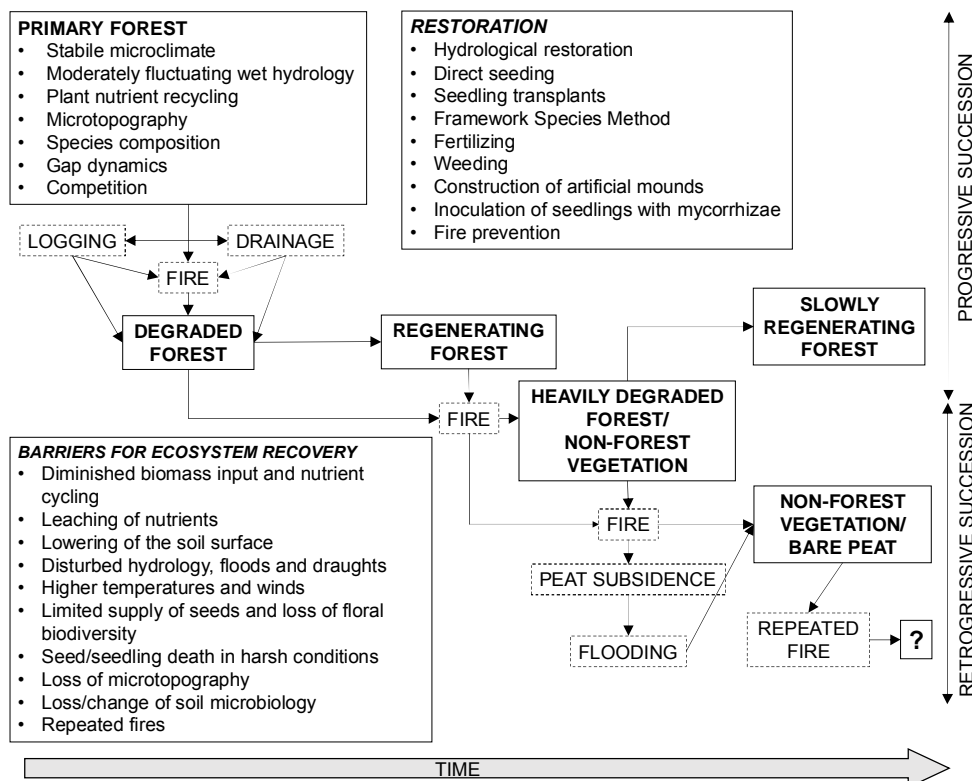 PRIMARY FOREST
• Stabile microclimate
• Moderately fluctuating wet hydrology
• Plant nutrient recycling
• Microtopography
• Species composition
• Gap dynamics
• Competition
RESTORATION
• Hydrological restoration
• Direct seeding
• Seedling transplants
• Framework Species Method
• Fertilizing
• Weeding
• Construction of artificial mounds
• Inoculation of seedlings with mycorrhizae
• Fire prevention
PROGRESSIVE SUCCESSION
LOGGING
DRAINAGE
FIRE
DEGRADED
FOREST
REGENERATING
FOREST
SLOWLY
REGENERATING
FOREST
FIRE
HEAVILY DEGRADED
FOREST/
NON-FOREST
VEGETATION
BARRIERS FOR ECOSYSTEM RECOVERY
• Diminished biomass input and nutrient
cycling
• Leaching of nutrients
• Lowering of the soil surface
• Disturbed hydrology, floods and draughts
• Higher temperatures and winds
• Limited supply of seeds and loss of floral
biodiversity
• Seed/seedling death in harsh conditions
• Loss of microtopography
• Loss/change of soil microbiology
• Repeated fires
FIRE
NON-FOREST
VEGETATION/
BARE PEAT
PEAT SUBSIDENCE
FLOODING
REPEATED
FIRE
?
RETROGRESSIVE SUCCESSION
TIME